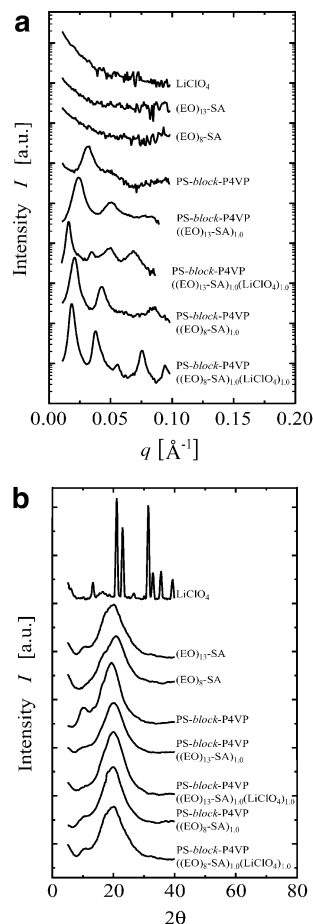 a
Intensity I [a.u.]
LiClO₄
(EO)₁₃-SA
(EO)₈-SA
PS-block-P4VP
PS-block-P4VP
((EO)₁₃-SA)₁.₀
PS-block-P4VP
((EO)₁₃-SA)₁.₀(LiClO₄)₁.₀
PS-block-P4VP
((EO)₈-SA)₁.₀
PS-block-P4VP
((EO)₈-SA)₁.₀(LiClO₄)₁.₀
0.00 0.05 0.10 0.15 0.20
q [Å⁻¹]
b
Intensity I [a.u.]
LiClO₄
(EO)₁₃-SA
(EO)₈-SA
PS-block-P4VP
PS-block-P4VP
((EO)₁₃-SA)₁.₀
PS-block-P4VP
((EO)₁₃-SA)₁.₀(LiClO₄)₁.₀
PS-block-P4VP
((EO)₈-SA)₁.₀
PS-block-P4VP
((EO)₈-SA)₁.₀(LiClO₄)₁.₀
0 20 40 60 80
2θ